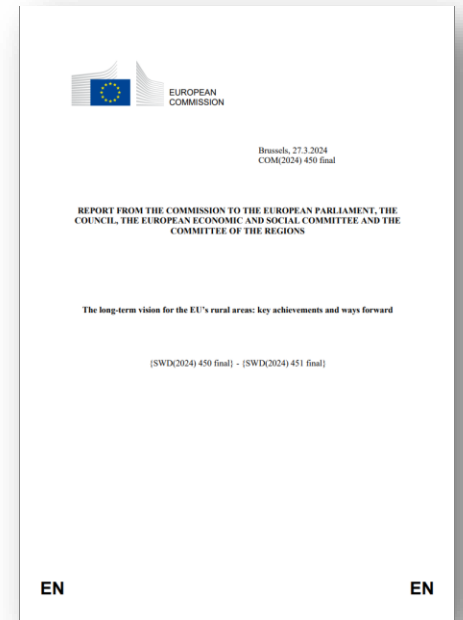 EUROPEAN
COMMISSION
Brussels, 27.3.2024
COM(2024) 450 final
REPORT FROM THE COMMISSION TO THE EUROPEAN PARLIAMENT, THE
COUNCIL, THE EUROPEAN ECONOMIC AND SOCIAL COMMITTEE AND THE
COMMITTEE OF THE REGIONS
The long-term vision for the EU's rural areas: key achievements and ways forward
{SWD(2024) 450 final} - {SWD(2024) 451 final}
EN EN